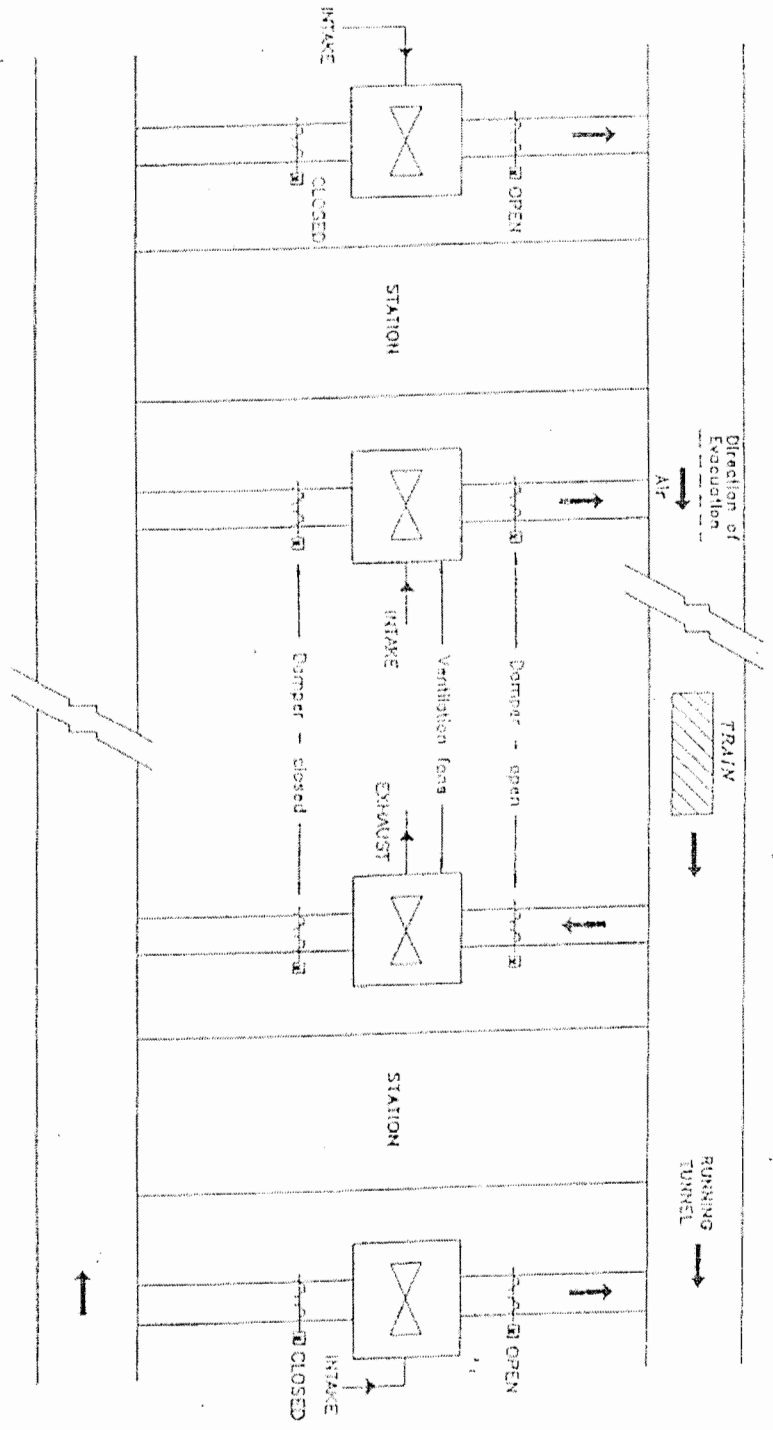 INTAKE
CLOSED
OPEN
STATION
Direction of
Evacuation
Air
INTAKE
Damper - closed
Ventilation fans
Damper - open
TRAIN
EXHAUST
STATION
RUNNING
TUNNEL
CLOSED
INTAKE
OPEN